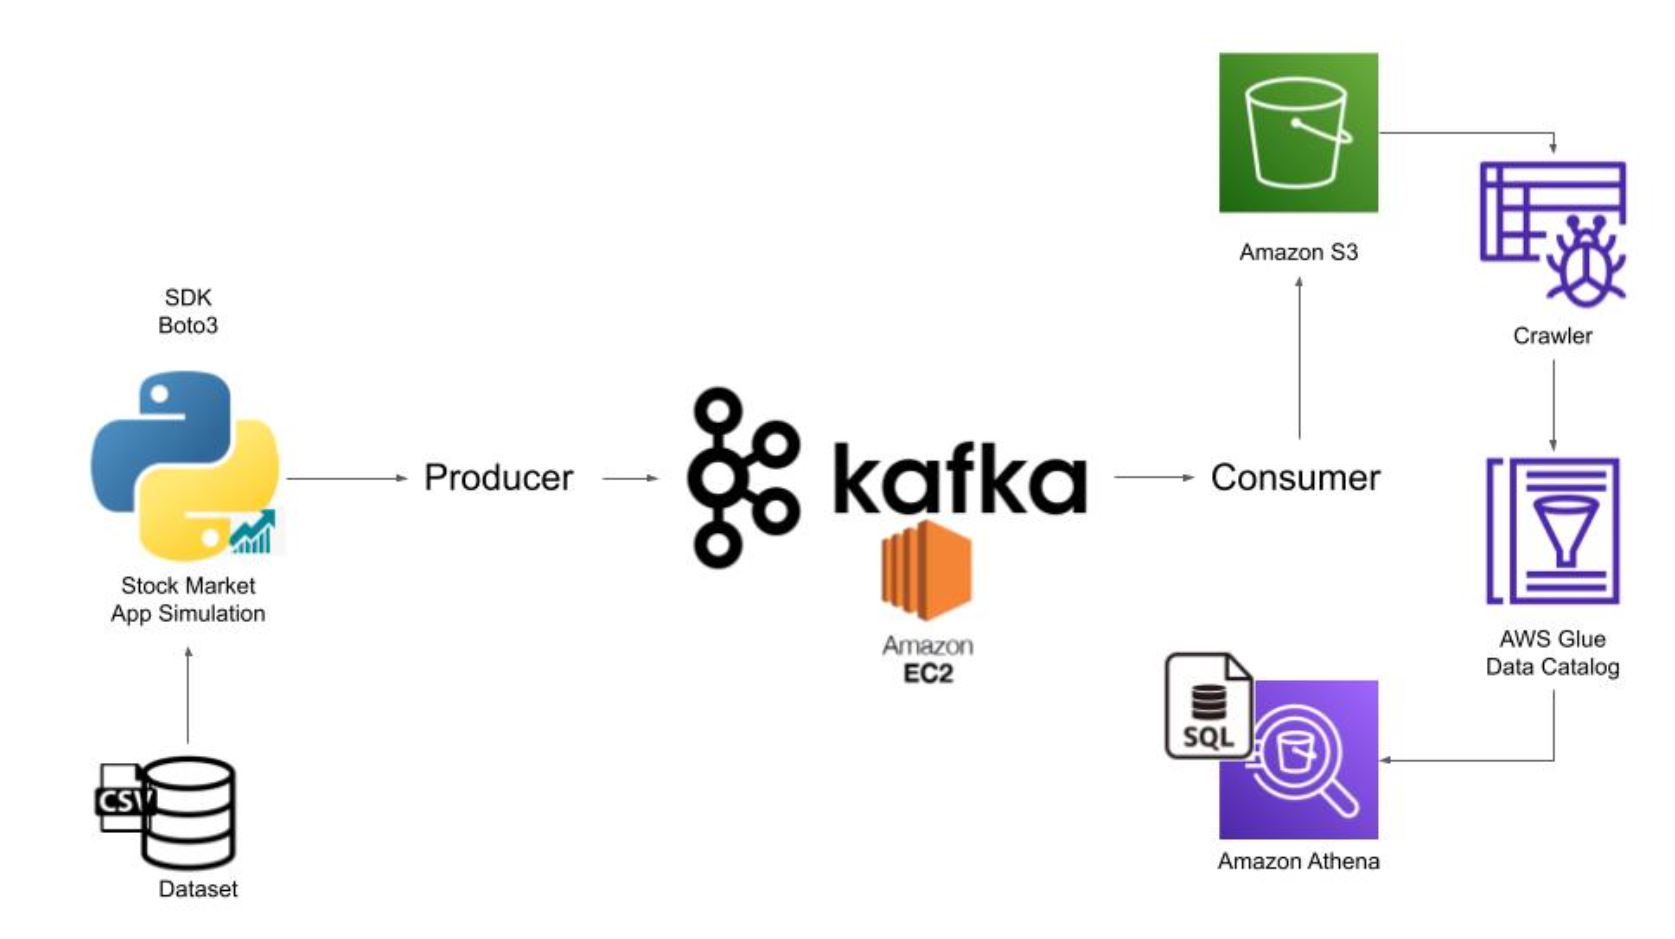 SDK
Boto3
Stock Market
App Simulation
CSV
Dataset
Producer
kafka
Amazon
EC2
Consumer
Amazon S3
Crawler
AWS Glue
Data Catalog
SQL
Amazon Athena